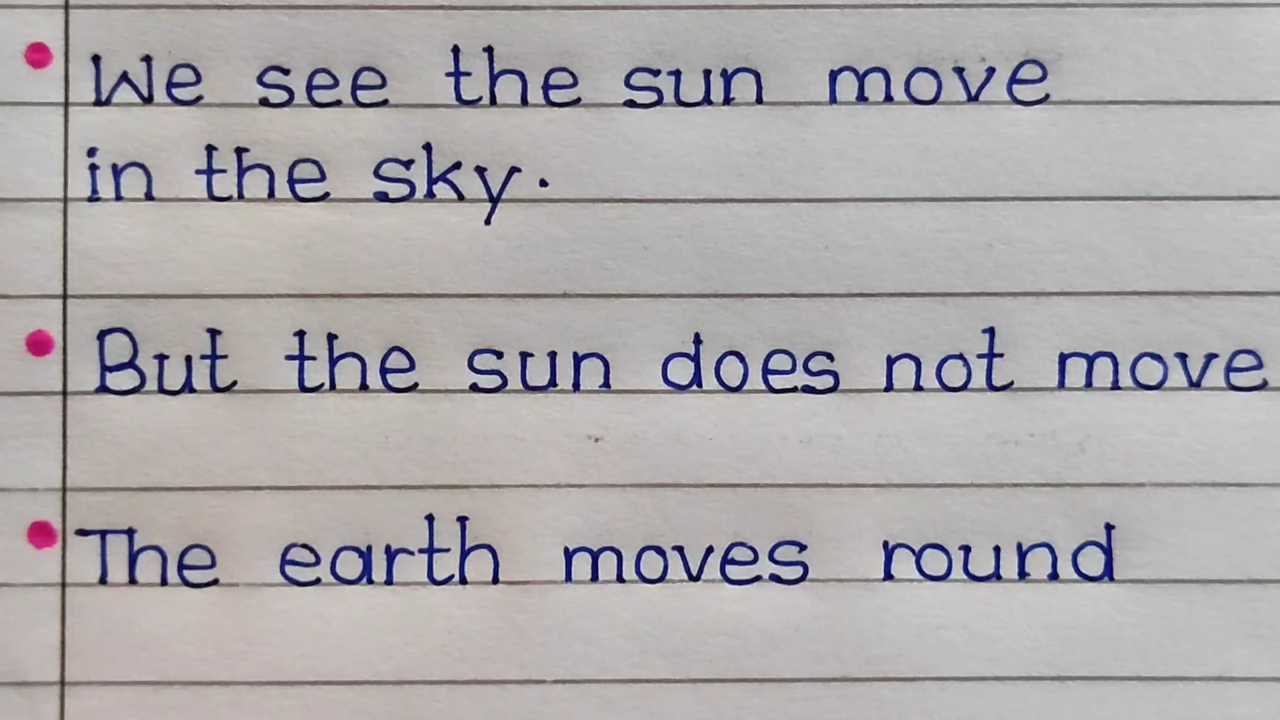 We see the sun move
in the sky.
But the sun does not move
The earth moves round